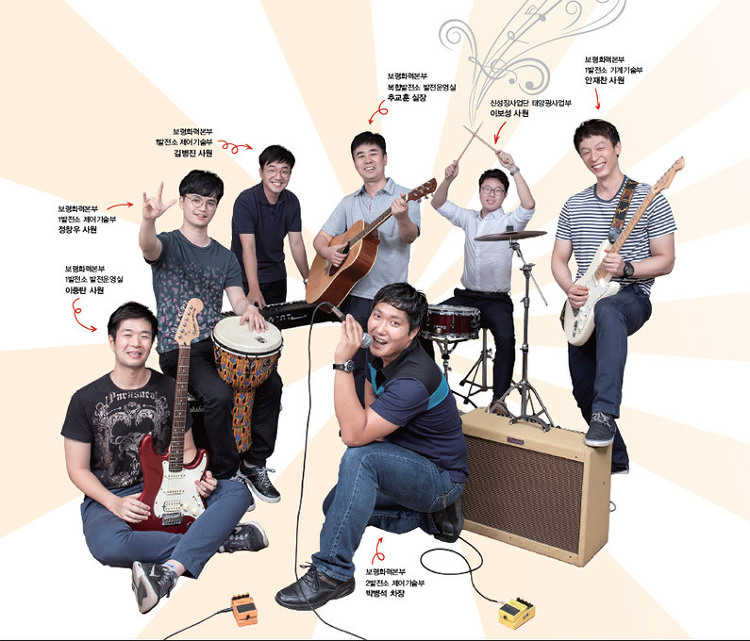 보령화력본부
1발전소 기계기술부
안재찬 사원
보령화력본부
복합발전소 발전운영실
추교훈 실장
신성장사업단 태양광사업부
이보성 사원
보령화력본부
1발전소 제어기술부
김병진 사원
보령화력본부
1발전소 제어기술부
정창우 사원
보령화력본부
1발전소 발전운영실
이중탄 사원
보령화력본부
2발전소 제어기술부
박병석 차장